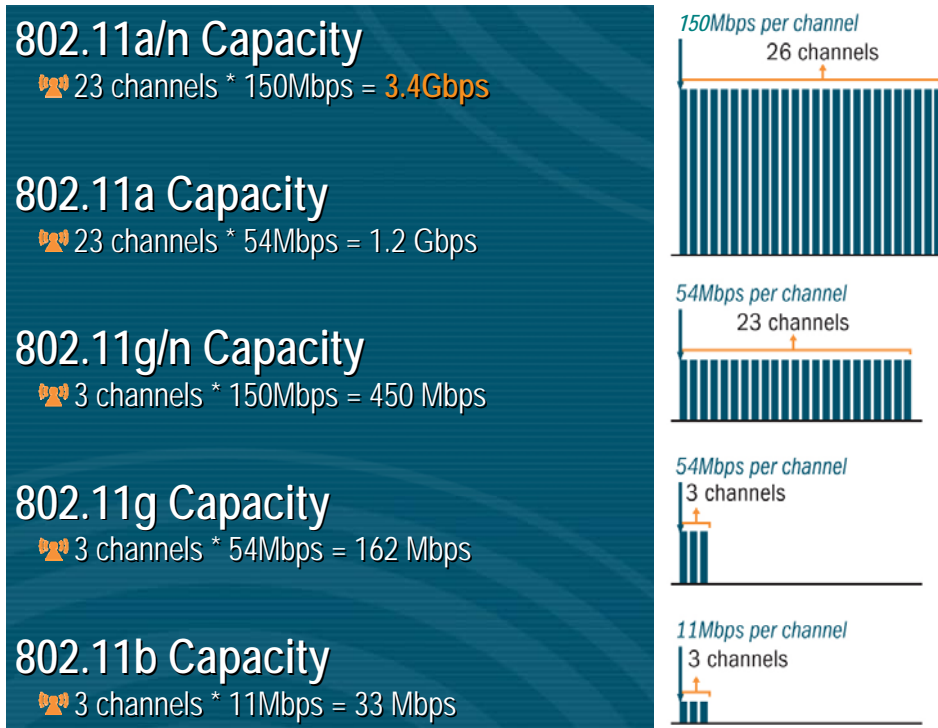 802.11a/n Capacity
23 channels * 150Mbps = 3.4Gbps
802.11a Capacity
23 channels * 54Mbps = 1.2 Gbps
802.11g/n Capacity
3 channels * 150Mbps = 450 Mbps
802.11g Capacity
3 channels * 54Mbps = 162 Mbps
802.11b Capacity
3 channels * 11Mbps = 33 Mbps
150Mbps per channel
26 channels
54Mbps per channel
23 channels
54Mbps per channel
3 channels
11Mbps per channel
3 channels